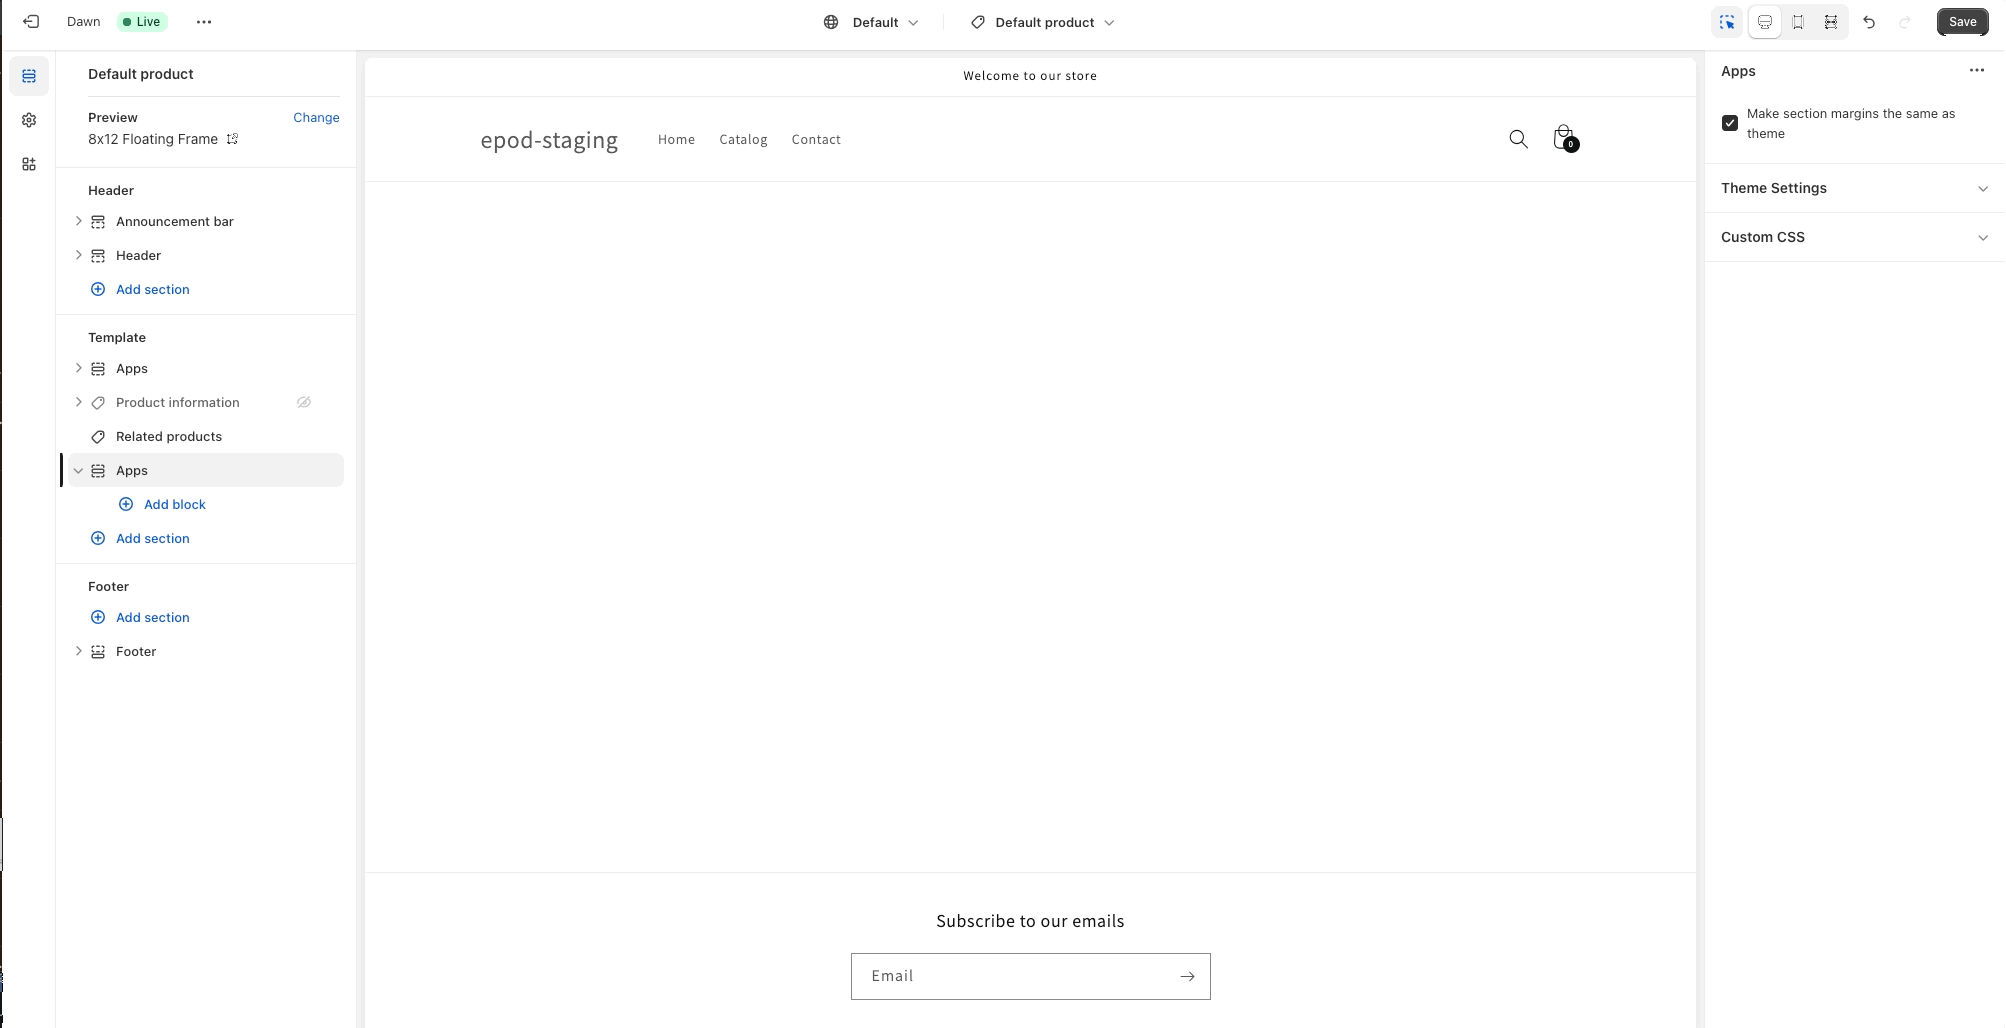 Dawn
Live
Default
Default product
Save
Default product
Preview
Change
8x12 Floating Frame
Header
Announcement bar
Header
Add section
Template
Apps
Product information
Related products
Apps
Add block
Add section
Footer
Add section
Footer
Welcome to our store
epod-staging
Home
Catalog
Contact
0
Subscribe to our emails
Email
Apps
Make section margins the same as
theme
Theme Settings
Custom CSS